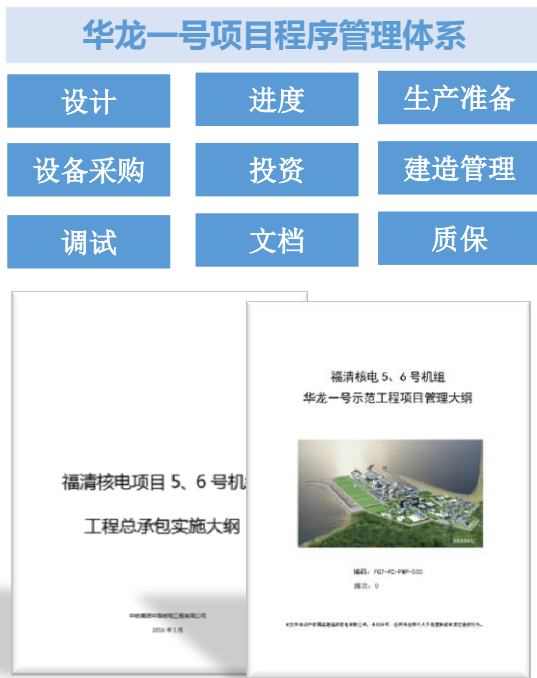 华龙一号项目程序管理体系
设计
进度
生产准备
设备采购
投资
建造管理
调试
文档
质保
福清核电项目 5、6 号机
工程总承包实施大纲
福清核电 5、6 号机组
华龙一号示范工程项目管理大纲
版次：0